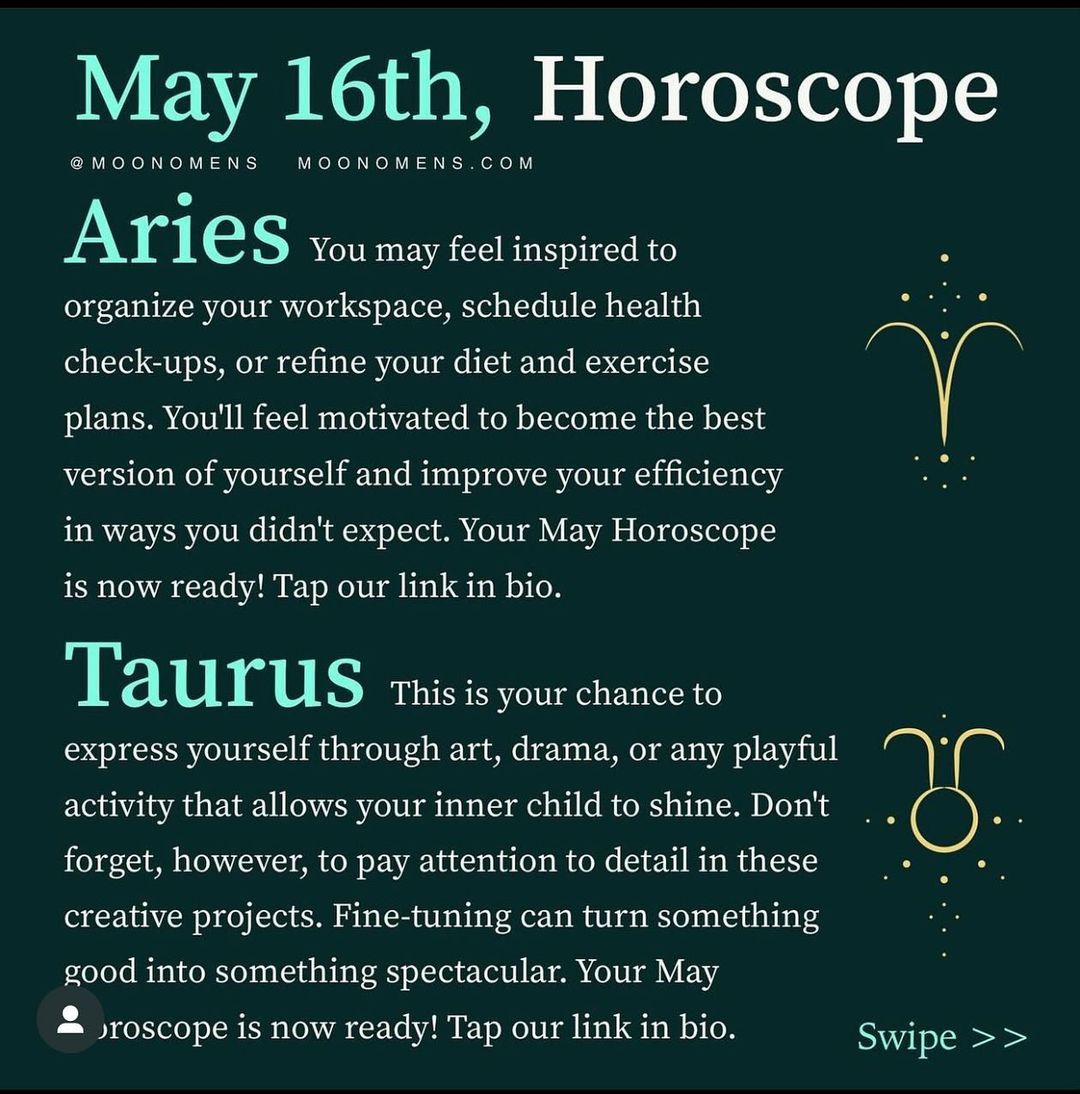 May 16th, Horoscope
@MOONOMENS MOONOMENS.COM
Aries You may feel inspired to
organize your workspace, schedule health
check-ups, or refine your diet and exercise
plans. You'll feel motivated to become the best
version of yourself and improve your efficiency
in ways you didn't expect. Your May Horoscope
is now ready! Tap our link in bio.
Taurus This is your chance to
express yourself through art, drama, or any playful
activity that allows your inner child to shine. Don't
forget, however, to pay attention to detail in these
creative projects. Fine-tuning can turn something
good into something spectacular. Your May
oroscope is now ready! Tap our link in bio.
Swipe >>